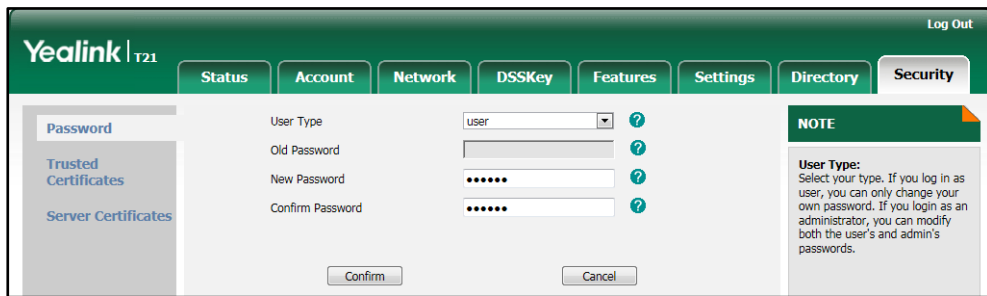 Log Out
Yealink | T21
Status Account Network DSSKey Features Settings Directory Security
Password
Trusted
Certificates
Server Certificates
User Type user ?
Old Password ?
New Password •••••• ?
Confirm Password •••••• ?
Confirm Cancel
NOTE
User Type:
Select your type. If you log in as
user, you can only change your
own password. If you login as an
administrator, you can modify
both the user's and admin's
passwords.